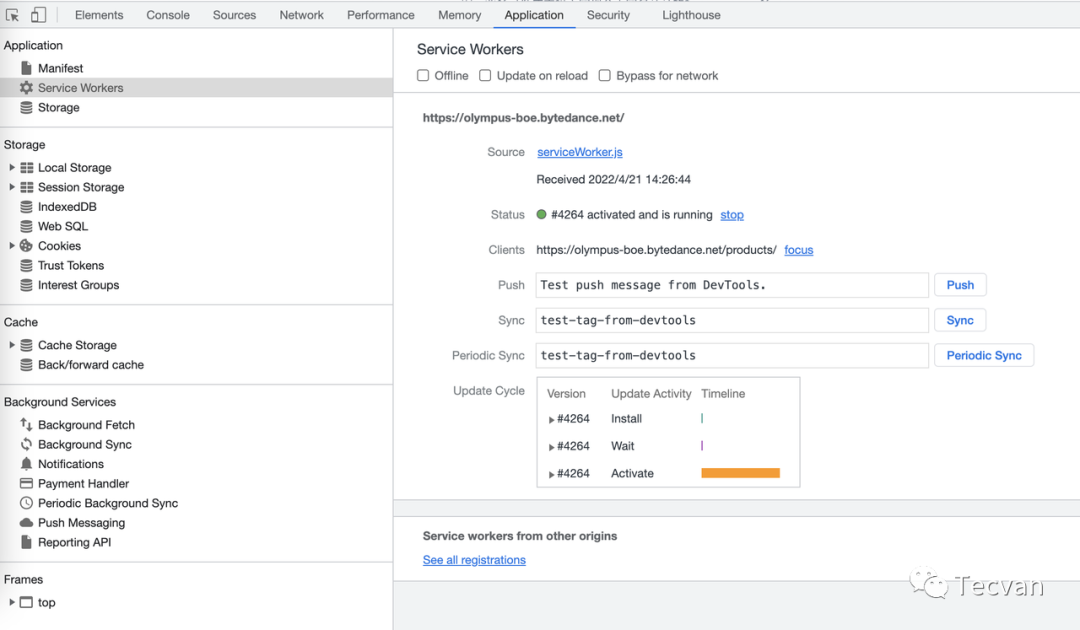 Elements Console Sources Network Performance Memory Application Security Lighthouse
Application
Manifest
Service Workers
Storage
Storage
Local Storage
Session Storage
IndexedDB
Web SQL
Cookies
Trust Tokens
Interest Groups
Cache
Cache Storage
Back/forward cache
Background Services
Background Fetch
Background Sync
Notifications
Payment Handler
Periodic Background Sync
Push Messaging
Reporting API
Frames
top
Service Workers
Offline Update on reload Bypass for network
https://olympus-boe.bytedance.net/
Source serviceWorker.js
Received 2022/4/21 14:26:44
Status #4264 activated and is running stop
Clients https://olympus-boe.bytedance.net/products/ focus
Push Test push message from DevTools. Push
Sync test-tag-from-devtools Sync
Periodic Sync test-tag-from-devtools Periodic Sync
Update Cycle Version Update Activity Timeline
#4264 Install
#4264 Wait
#4264 Activate
Service workers from other origins
See all registrations
Tecvan